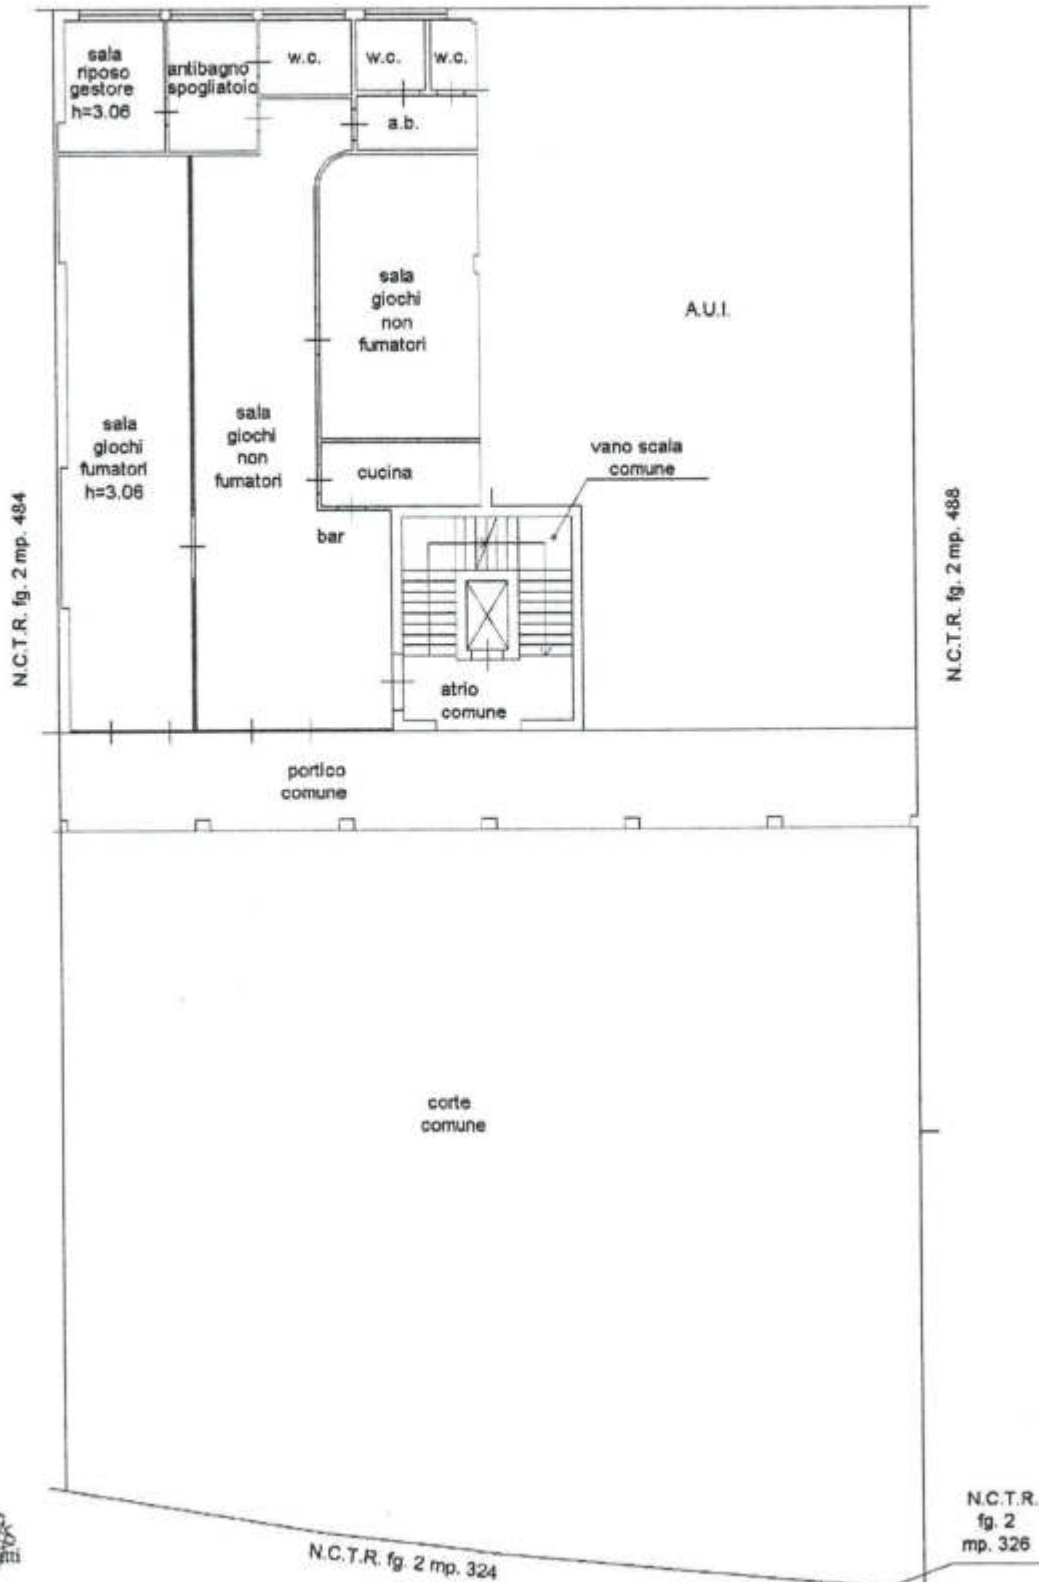 sala
riposo
gestore
h=3.06
antibagno
spogliatoio
w.c.
w.c.
w.c.
a.b.
sala
giochi
non
fumatori
A.U.I.
sala
giochi
fumatori
h=3.06
sala
giochi
non
fumatori
cucina
vano scala
comune
bar
N.C.T.R. fg. 2 mp. 484
N.C.T.R. fg. 2 mp. 488
atrio
comune
portico
comune
corte
comune
N.C.T.R. fg. 2 mp. 324
N.C.T.R.
fg. 2
mp. 326